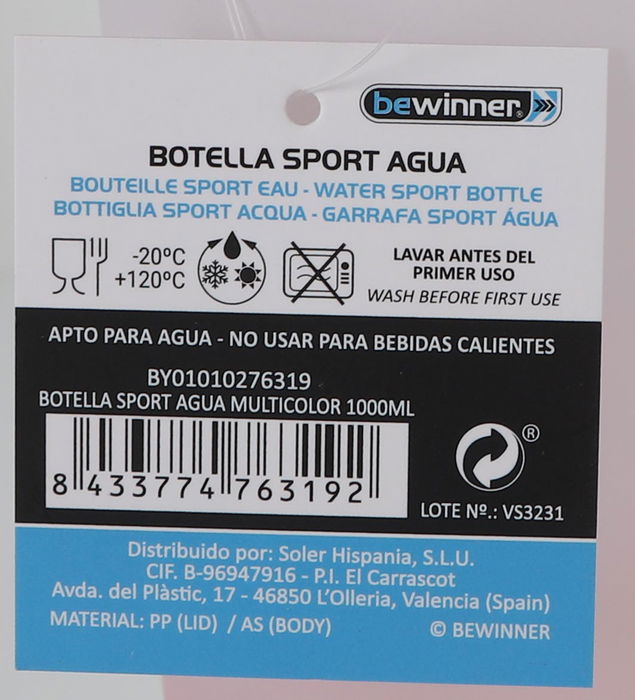 bewinner®
BOTELLA SPORT AGUA
BOUTEILLE SPORT EAU - WATER SPORT BOTTLE
BOTTIGLIA SPORT ACQUA - GARRAFA SPORT ÁGUA
-20ºC
+120ºC
LAVAR ANTES DEL
PRIMER USO
WASH BEFORE FIRST USE
APTO PARA AGUA - NO USAR PARA BEBIDAS CALIENTES
BY01010276319
BOTELLA SPORT AGUA MULTICOLOR 1000ML
8 433774 763192
®
LOTE Nº.: VS3231
Distribuido por: Soler Hispania, S.L.U.
CIF. B-96947916 - P.I. El Carrascot
Avda. del Plàstic, 17 - 46850 L'Olleria, Valencia (Spain)
MATERIAL: PP (LID) / AS (BODY)
© BEWINNER